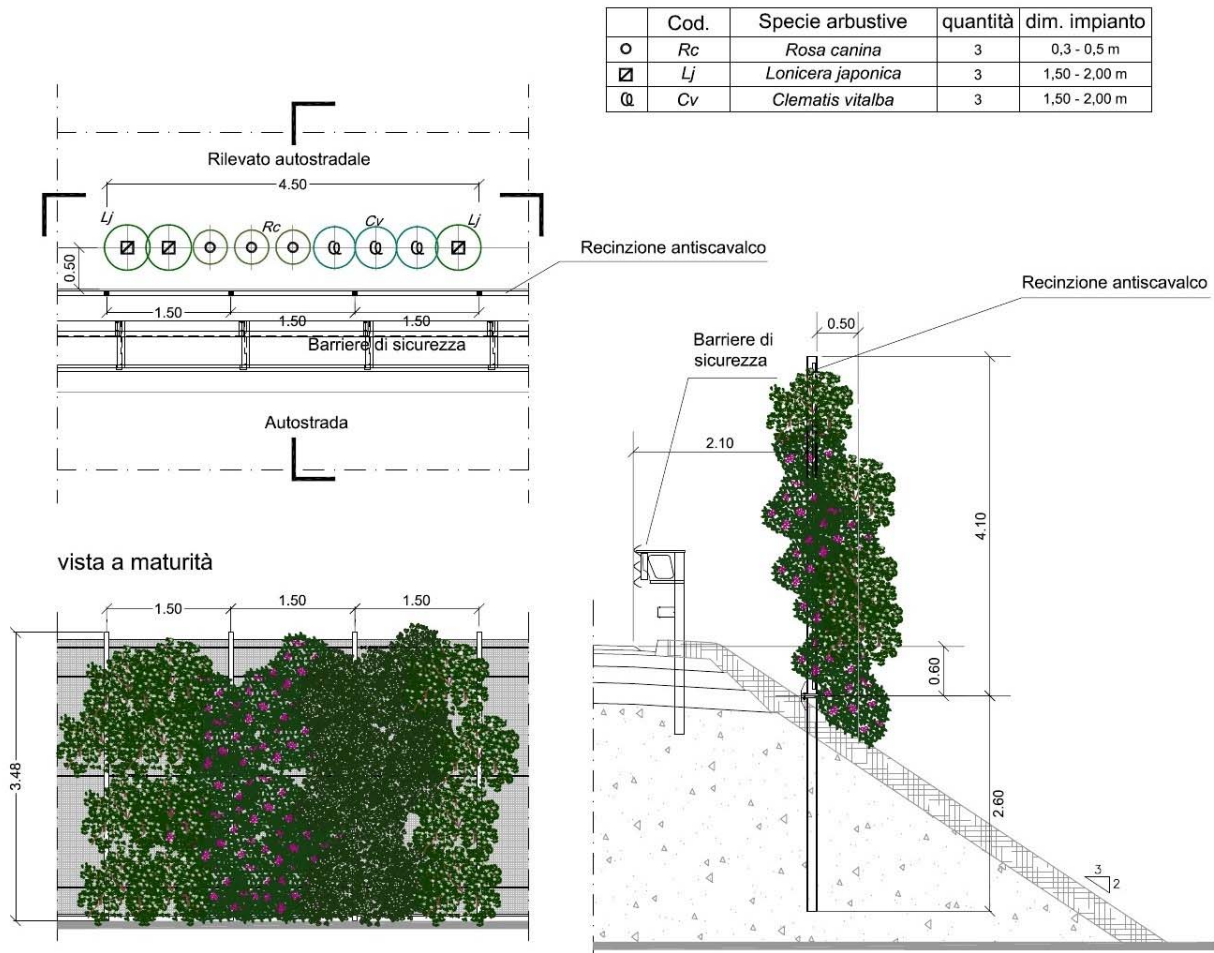 Cod. Specie arbustive quantità dim. impianto
Rc Rosa canina 3 0,3 - 0,5 m
Lj Lonicera japonica 3 1,50 - 2,00 m
Cv Clematis vitalba 3 1,50 - 2,00 m
Rilevato autostradale
4.50
Lj Rc Cv Lj
0.50
Recinzione antiscavalco
1.50 1.50 1.50
Barriere di sicurezza
Autostrada
vista a maturità
1.50 1.50 1.50
3.48
Recinzione antiscavalco
0.50
Barriere di
sicurezza
2.10
4.10
0.60
2.60
3
2